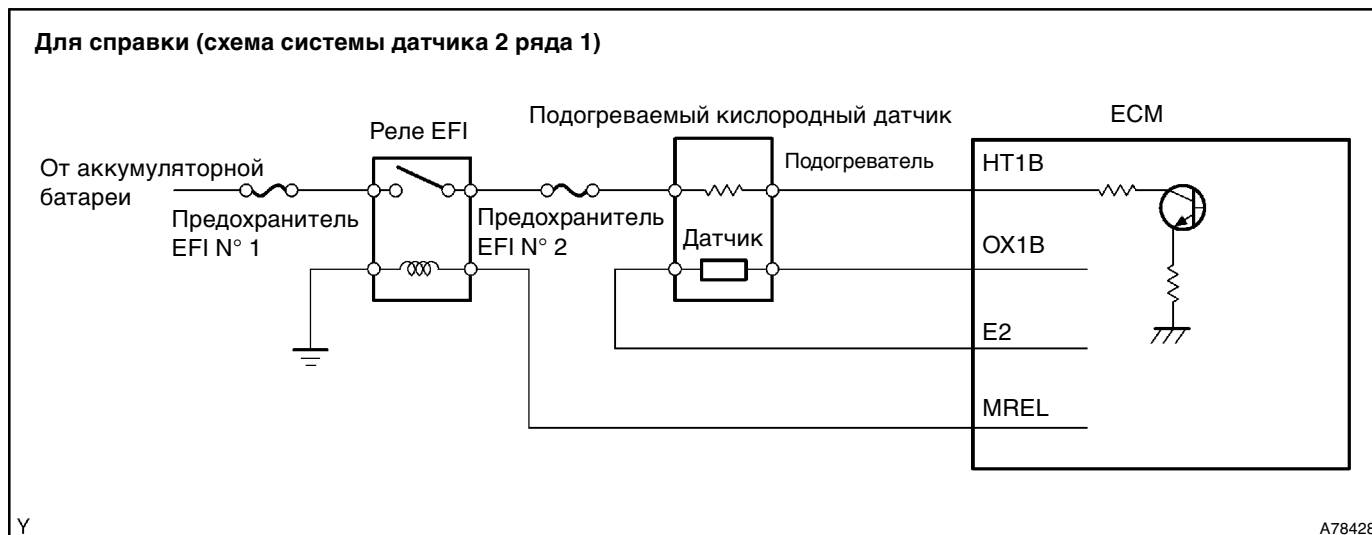 Для справки (схема системы датчика 2 ряда 1)
Подогреваемый кислородный датчик
ECM
Реле EFI
От аккумуляторной
батареи
Подогреватель
HT1B
Предохранитель
EFI N° 1
Предохранитель
EFI N° 2
Датчик
OX1B
E2
MREL
Y
A78428